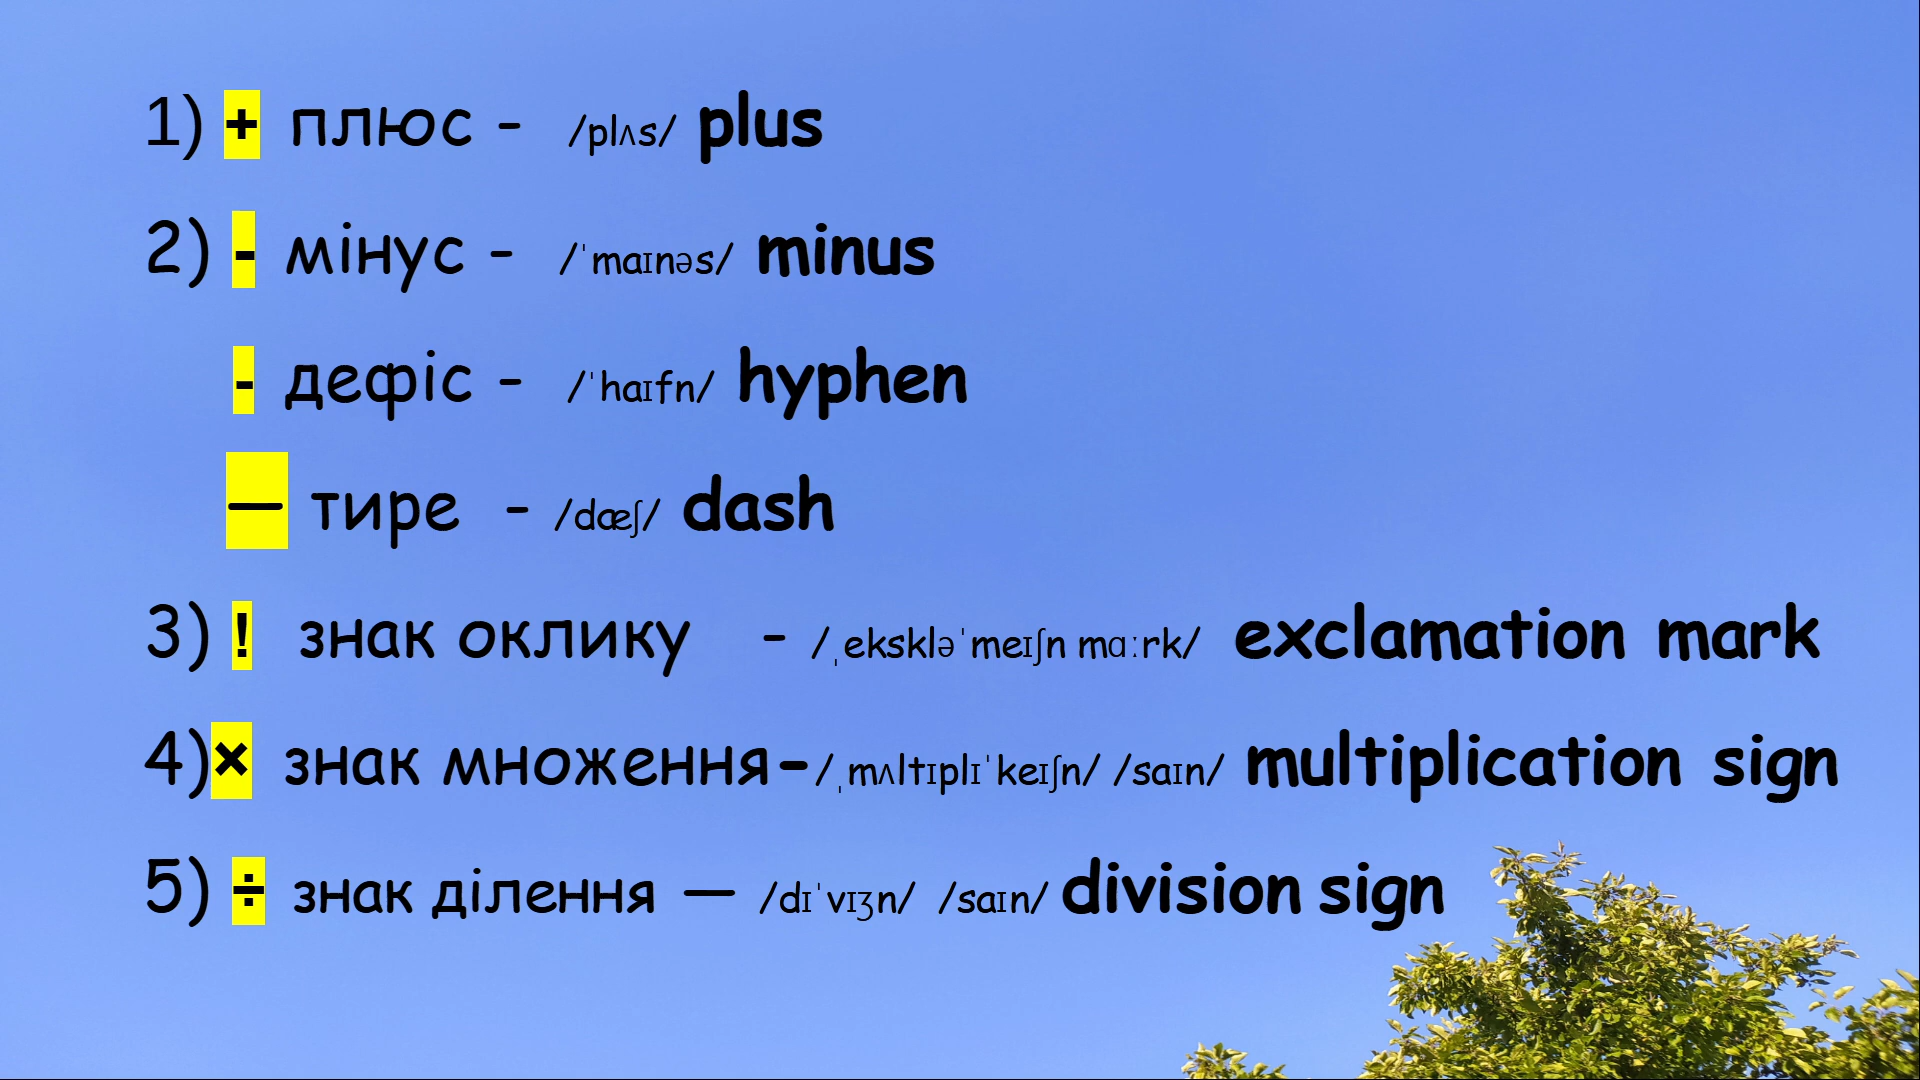 1) + плюс - /plʌs/ plus
2) - мінус - /ˈmaɪnəs/ minus
- дефіс - /ˈhaɪfn/ hyphen
— тире - /dæʃ/ dash
3) ! знак оклику - /ˌekskləˈmeɪʃn mɑːrk/ exclamation mark
4) × знак множення-/ˌmʌltɪplɪˈkeɪʃn/ /saɪn/ multiplication sign
5) ÷ знак ділення — /dɪˈvɪʒn/ /saɪn/ division sign